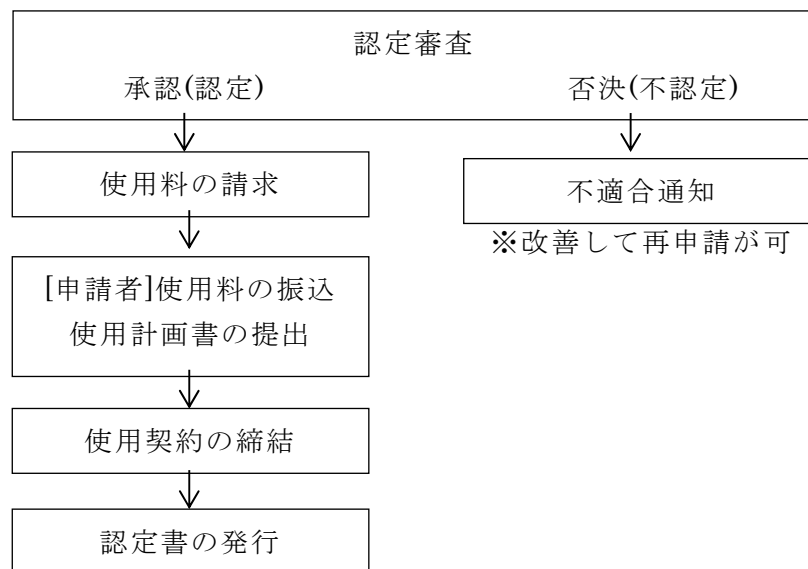 認定審査
承認(認定)
否決(不認定)
使用料の請求
不適合通知
※改善して再申請が可
[申請者]使用料の振込
使用計画書の提出
使用契約の締結
認定書の発行